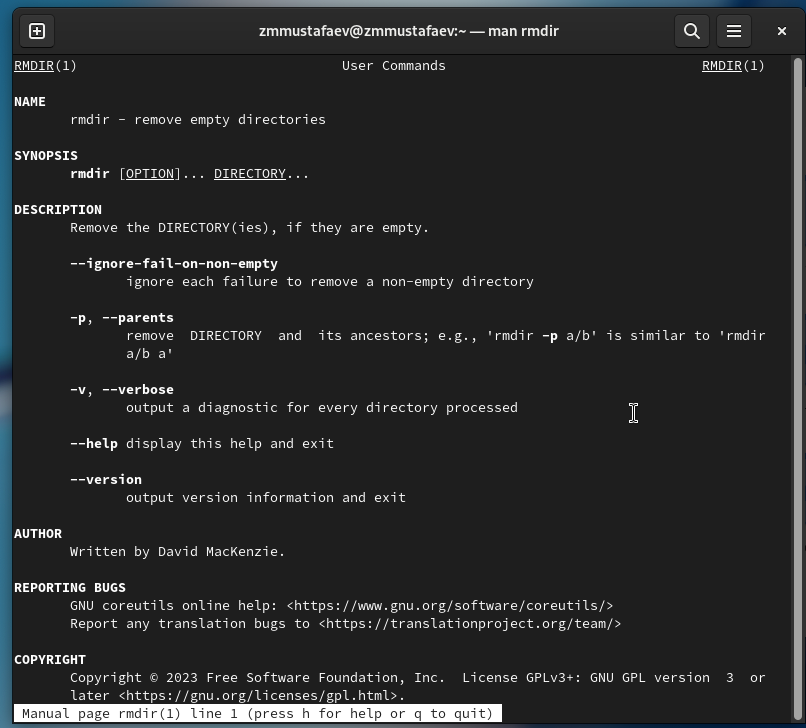 zmmustafaev@zmmustafaev:~ — man rmdir
RMDIR(1) User Commands RMDIR(1)
NAME
rmdir - remove empty directories
SYNOPSIS
rmdir [OPTION]... DIRECTORY...
DESCRIPTION
Remove the DIRECTORY(ies), if they are empty.
--ignore-fail-on-non-empty
ignore each failure to remove a non-empty directory
-p, --parents
remove DIRECTORY and its ancestors; e.g., 'rmdir -p a/b' is similar to 'rmdir
a/b a'
-v, --verbose
output a diagnostic for every directory processed
--help display this help and exit
--version
output version information and exit
AUTHOR
Written by David MacKenzie.
REPORTING BUGS
GNU coreutils online help: <https://www.gnu.org/software/coreutils/>
Report any translation bugs to <https://translationproject.org/team/>
COPYRIGHT
Copyright © 2023 Free Software Foundation, Inc. License GPLv3+: GNU GPL version 3 or
later <https://gnu.org/licenses/gpl.html>.
Manual page rmdir(1) line 1 (press h for help or q to quit)